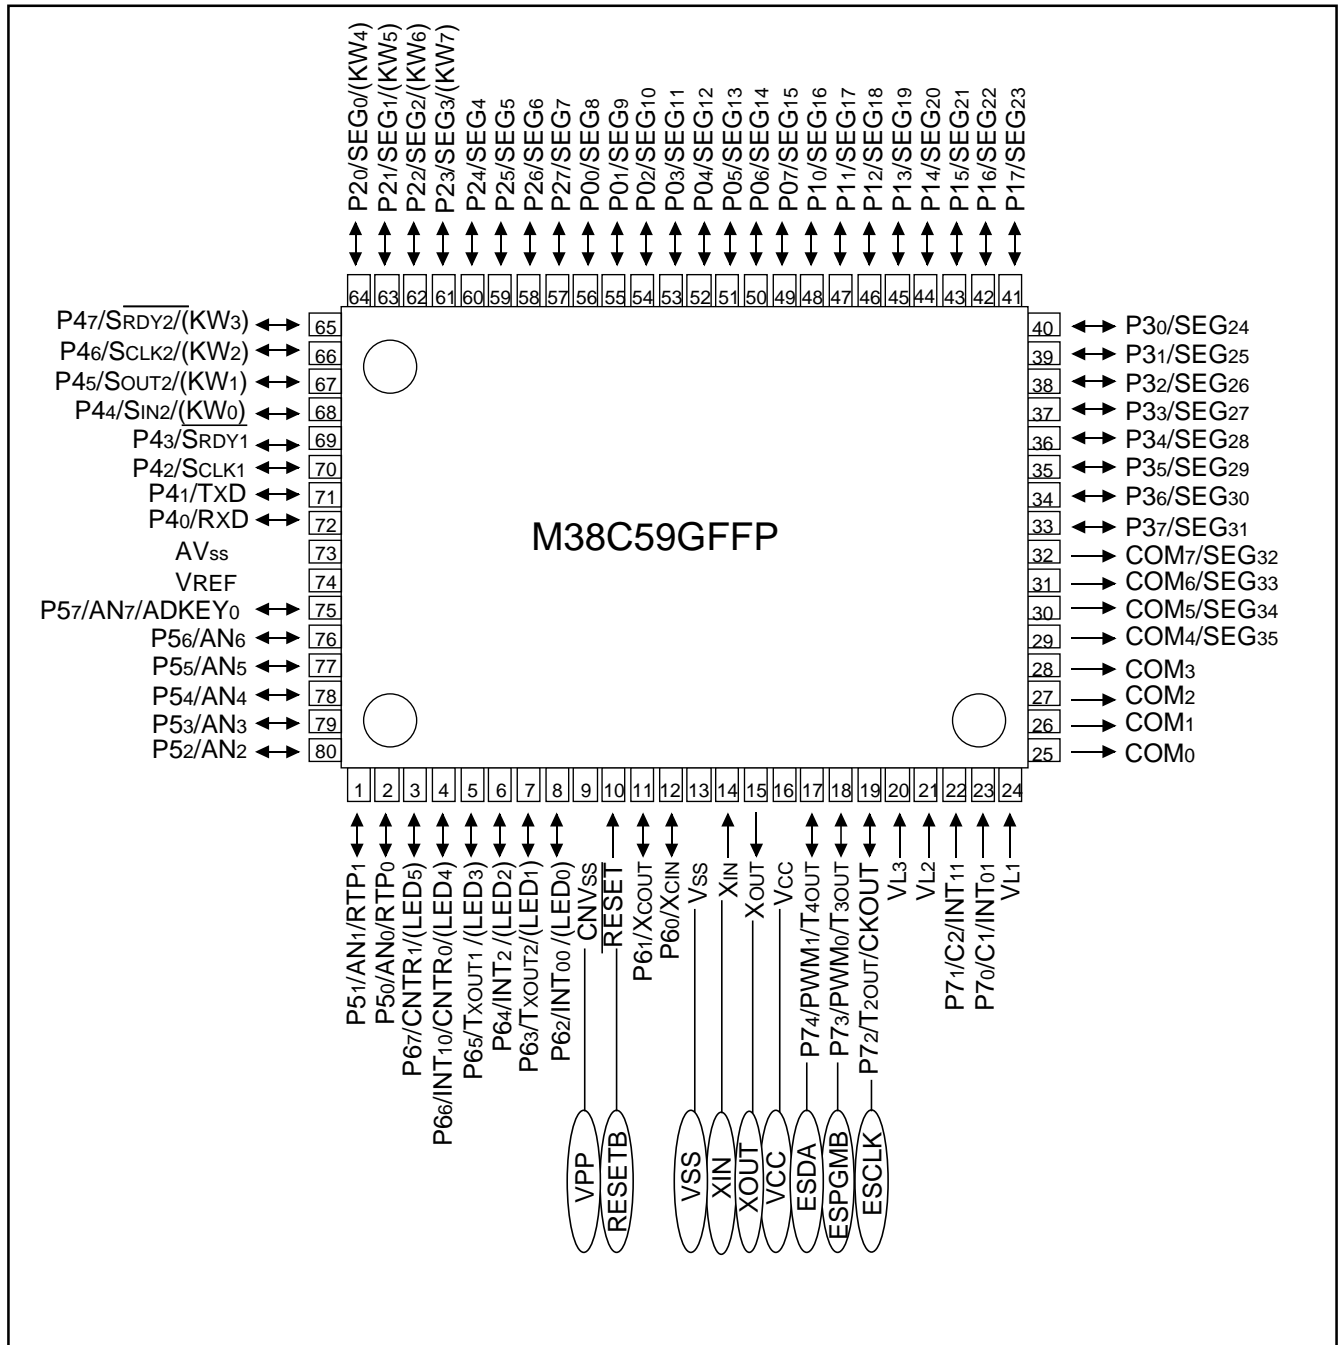 P20/SEG0/(KW4)
P21/SEG1/(KW5)
P22/SEG2/(KW6)
P23/SEG3/(KW7)
P24/SEG4
P25/SEG5
P26/SEG6
P27/SEG7
P00/SEG8
P01/SEG9
P02/SEG10
P03/SEG11
P04/SEG12
P05/SEG13
P06/SEG14
P07/SEG15
P10/SEG16
P11/SEG17
P12/SEG18
P13/SEG19
P14/SEG20
P15/SEG21
P16/SEG22
P17/SEG23
64 63 62 61 60 59 58 57 56 55 54 53 52 51 50 49 48 47 46 45 44 43 42 41
P47/SRDY2/(KW3) 65
P46/SCLK2/(KW2) 66
P45/SOUT2/(KW1) 67
P44/SIN2/(KW0) 68
P43/SRDY1 69
P42/SCLK1 70
P41/TXD 71
P40/RXD 72
AVss 73
VREF 74
P57/AN7/ADKEY0 75
P56/AN6 76
P55/AN5 77
P54/AN4 78
P53/AN3 79
P52/AN2 80
M38C59GFFP
40 P30/SEG24
39 P31/SEG25
38 P32/SEG26
37 P33/SEG27
36 P34/SEG28
35 P35/SEG29
34 P36/SEG30
33 P37/SEG31
32 COM7/SEG32
31 COM6/SEG33
30 COM5/SEG34
29 COM4/SEG35
28 COM3
27 COM2
26 COM1
25 COM0
1 2 3 4 5 6 7 8 9 10 11 12 13 14 15 16 17 18 19 20 21 22 23 24
P51/AN1/RTP1
P50/AN0/RTP0
P67/CNTR1/(LED5)
P66/INT10/CNTR0/(LED4)
P65/TXOUT1 /(LED3)
P64/INT2 /(LED2)
P63/TXOUT2/(LED1)
P62/INT00 /(LED0)
CNVSS
RESET
P61/XCOUT
P60/XCIN
VSS
XIN
XOUT
VCC
P74/PWM1/T4OUT
P73/PWM0/T3OUT
P72/T2OUT/CKOUT
VL3
VL2
P71/C2/INT11
P70/C1/INT01
VL1
VPP
RESETB
VSS
XIN
XOUT
VCC
ESDA
ESPGMB
ESCLK